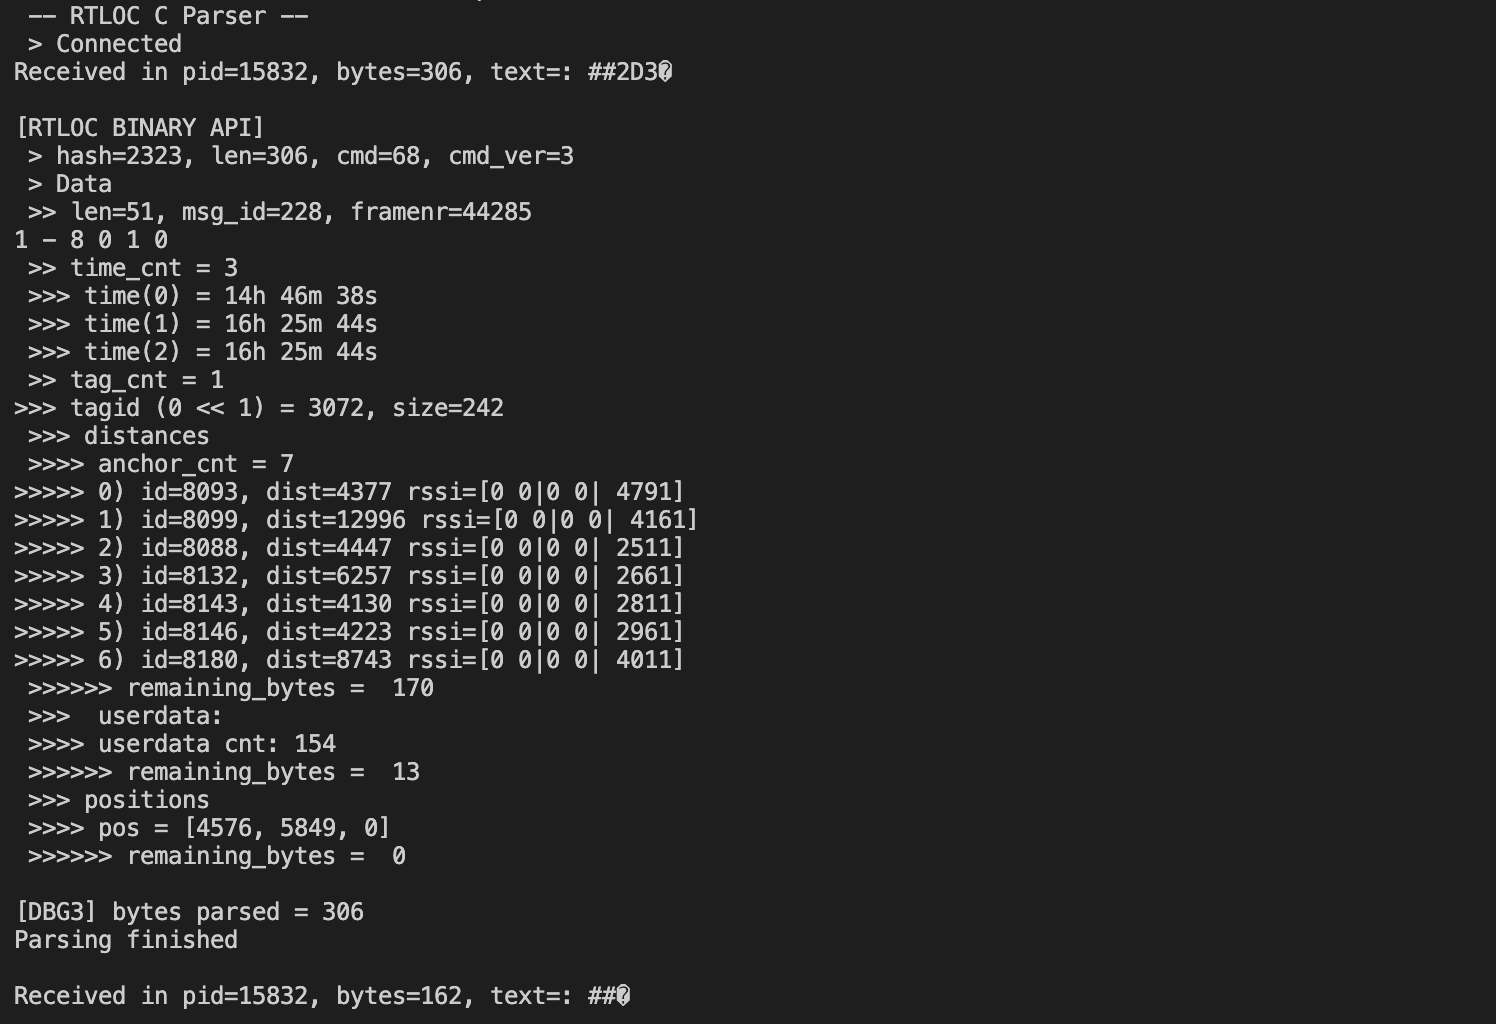 -- RTLOC C Parser --
> Connected
Received in pid=15832, bytes=306, text=: ##2D3�

[RTLOC BINARY API]
> hash=2323, len=306, cmd=68, cmd_ver=3
> Data
>> len=51, msg_id=228, framenr=44285
1 - 8 0 1 0
>> time_cnt = 3
>>> time(0) = 14h 46m 38s
>>> time(1) = 16h 25m 44s
>>> time(2) = 16h 25m 44s
>> tag_cnt = 1
>>> tagid (0 << 1) = 3072, size=242
>>> distances
>>>> anchor_cnt = 7
>>>>> 0) id=8093, dist=4377 rssi=[0 0|0 0| 4791]
>>>>> 1) id=8099, dist=12996 rssi=[0 0|0 0| 4161]
>>>>> 2) id=8088, dist=4447 rssi=[0 0|0 0| 2511]
>>>>> 3) id=8132, dist=6257 rssi=[0 0|0 0| 2661]
>>>>> 4) id=8143, dist=4130 rssi=[0 0|0 0| 2811]
>>>>> 5) id=8146, dist=4223 rssi=[0 0|0 0| 2961]
>>>>> 6) id=8180, dist=8743 rssi=[0 0|0 0| 4011]
>>>>>> remaining_bytes =  170
>>>  userdata:
>>>> userdata cnt: 154
>>>>>> remaining_bytes =  13
>>> positions
>>>> pos = [4576, 5849, 0]
>>>>>> remaining_bytes =  0

[DBG3] bytes parsed = 306
Parsing finished

Received in pid=15832, bytes=162, text=: ##�